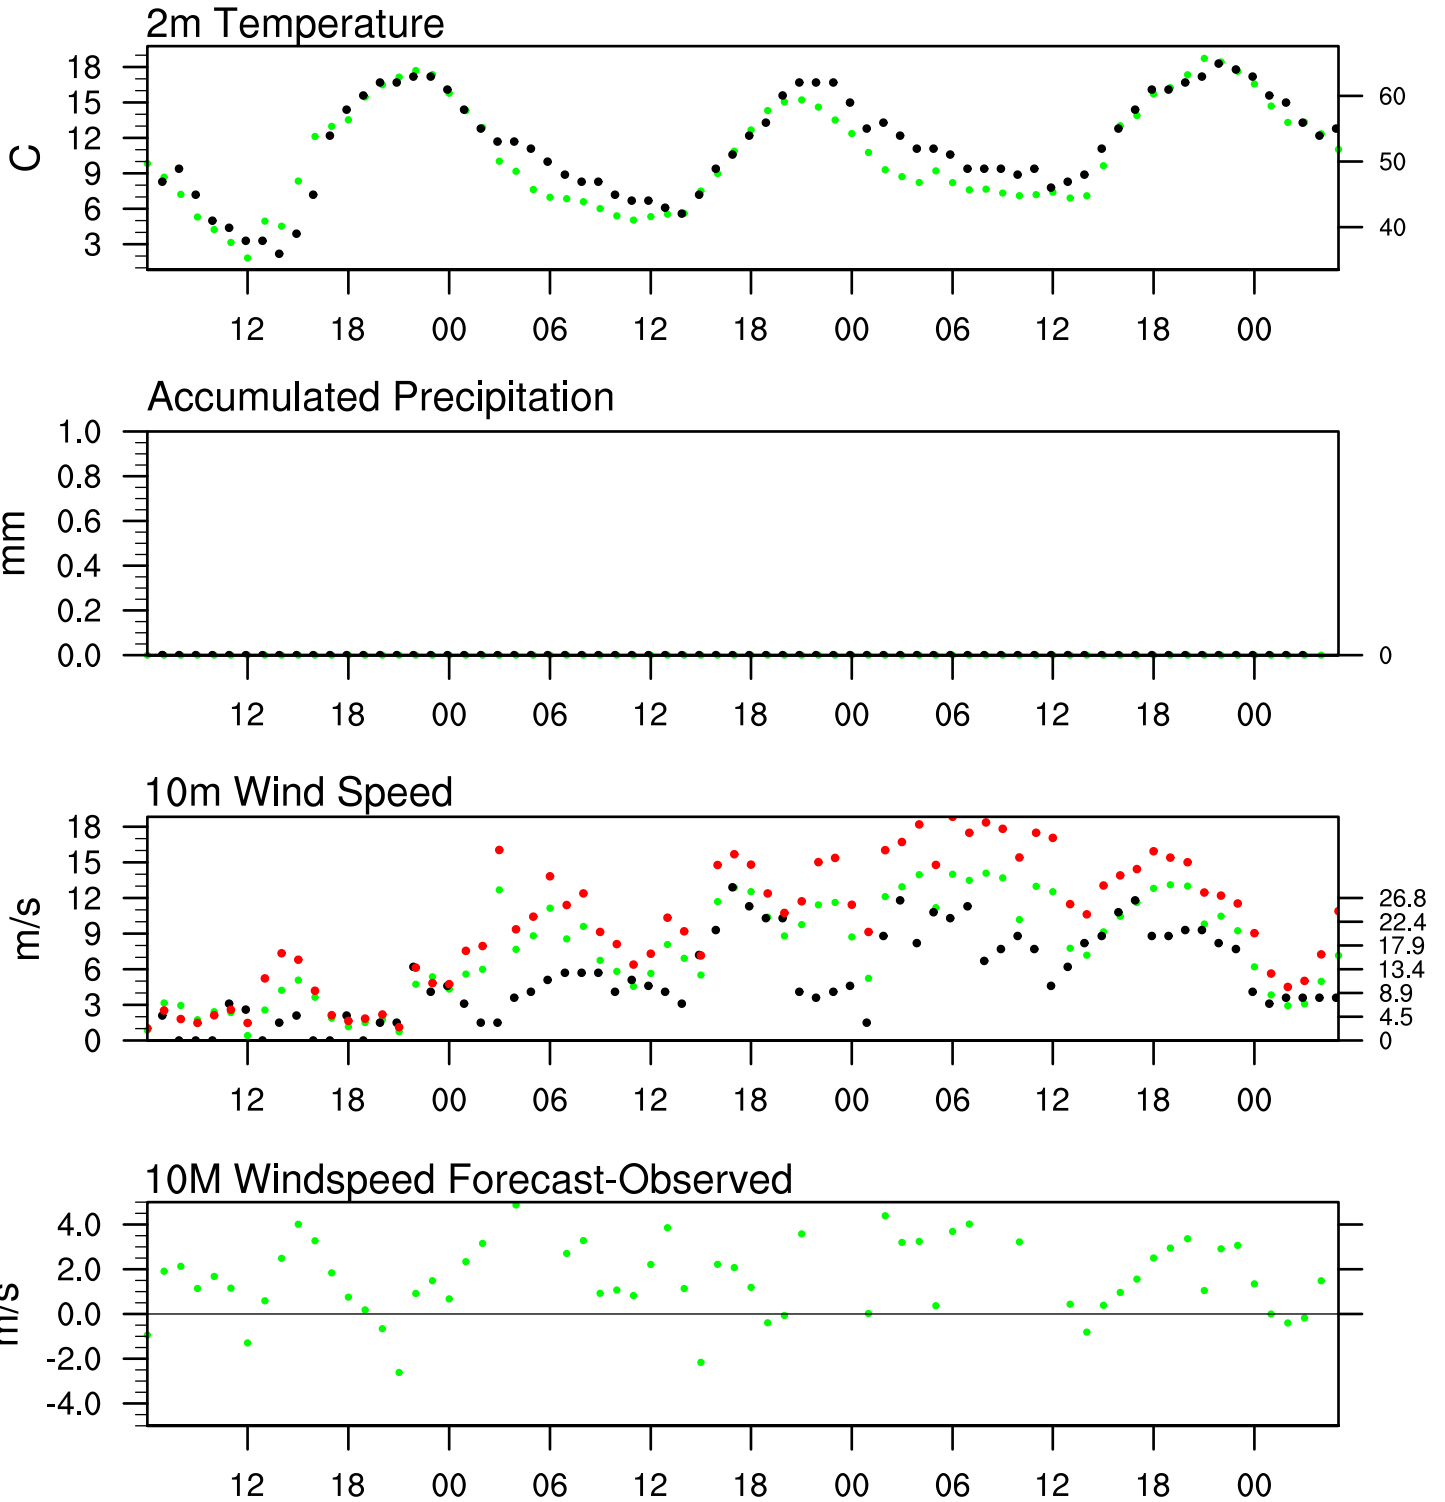 2m Temperature
18
15
12
9
6
3
C
60
50
40
12 18 00 06 12 18 00 06 12 18 00
Accumulated Precipitation
1.0
0.8
0.6
0.4
0.2
0.0
mm
0
12 18 00 06 12 18 00 06 12 18 00
10m Wind Speed
18
15
12
9
6
3
0
m/s
26.8
22.4
17.9
13.4
8.9
4.5
0
12 18 00 06 12 18 00 06 12 18 00
10M Windspeed Forecast-Observed
4.0
2.0
0.0
-2.0
-4.0
m/s
12 18 00 06 12 18 00 06 12 18 00